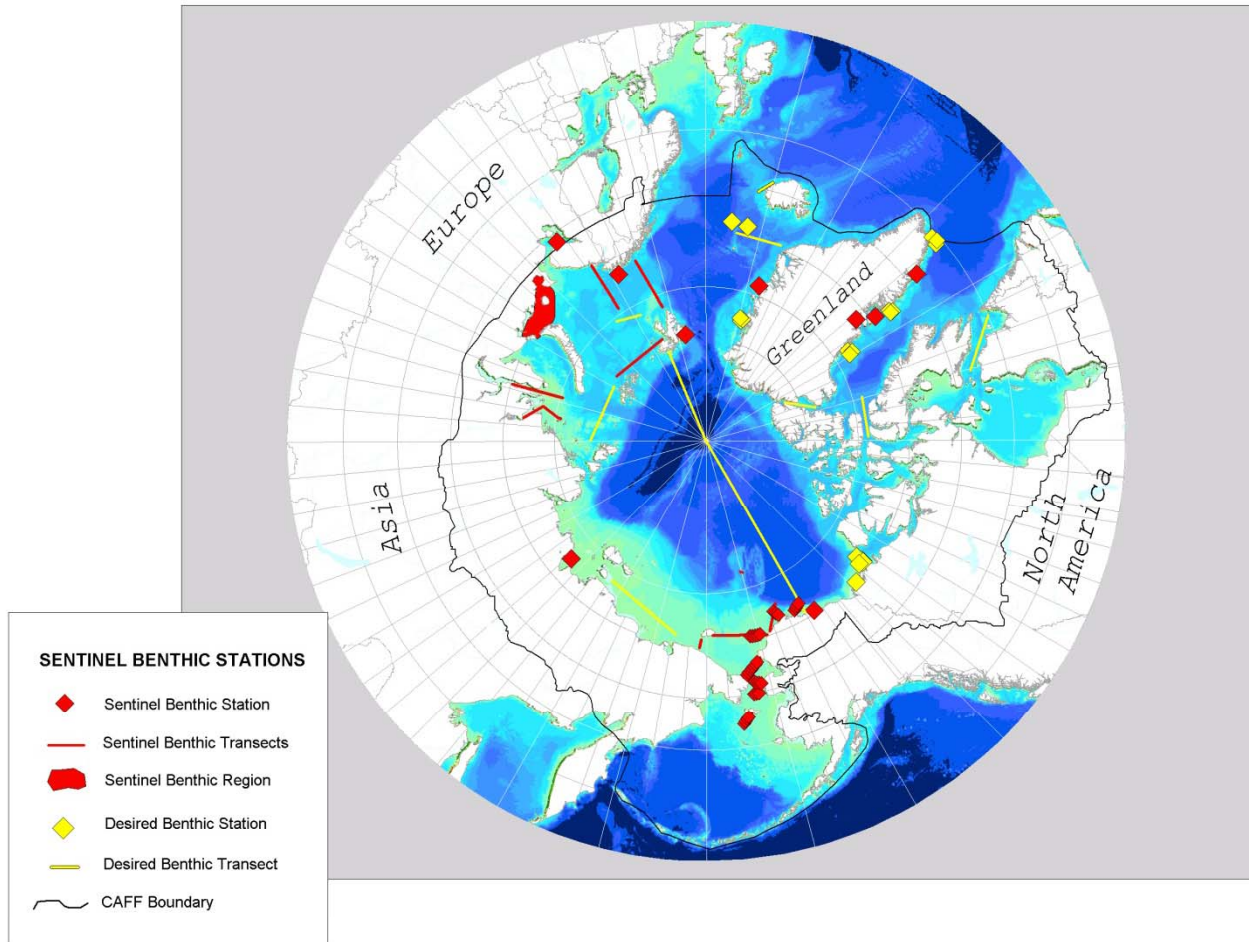 Europe
Greenland
Asia
North
America
SENTINEL BENTHIC STATIONS
Sentinel Benthic Station
Sentinel Benthic Transects
Sentinel Benthic Region
Desired Benthic Station
Desired Benthic Transect
CAFF Boundary